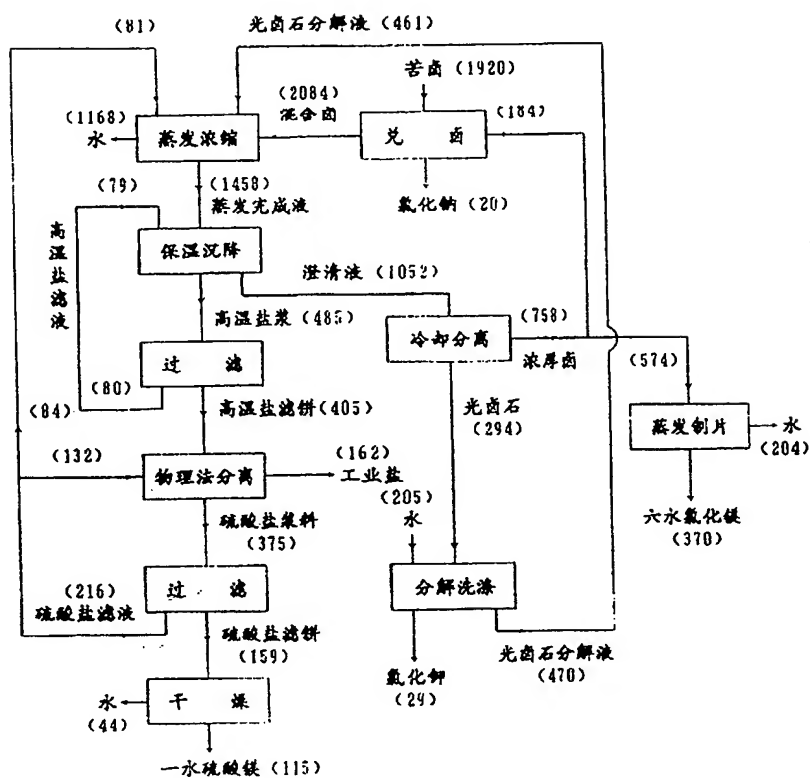 (81)
光卤石分解液 (461)
苦卤 (1920)
(2084)
混合卤
(184)
(1168)
水
蒸发浓缩
兑 卤
(79)
(1458)
蒸发完成液
氯化钠 (20)
高温盐滤液
保温沉降
澄清液 (1052)
高温盐浆 (485)
冷却分离
(758)
浓厚卤
(574)
过 滤
(80)
(84)
高温盐滤饼(405)
光卤石
(294)
蒸发刨片
水
(204)
(132)
物理法分离
(162)
工业盐
(205)
水
六水氯化镁
(370)
硫酸盐浆料
(375)
(216)
硫酸盐滤液
过 滤
分解洗涤
硫酸盐滤饼
(159)
光卤石分解液
(470)
氯化钾
(29)
水
(44)
干 燥
一水硫酸镁 (115)